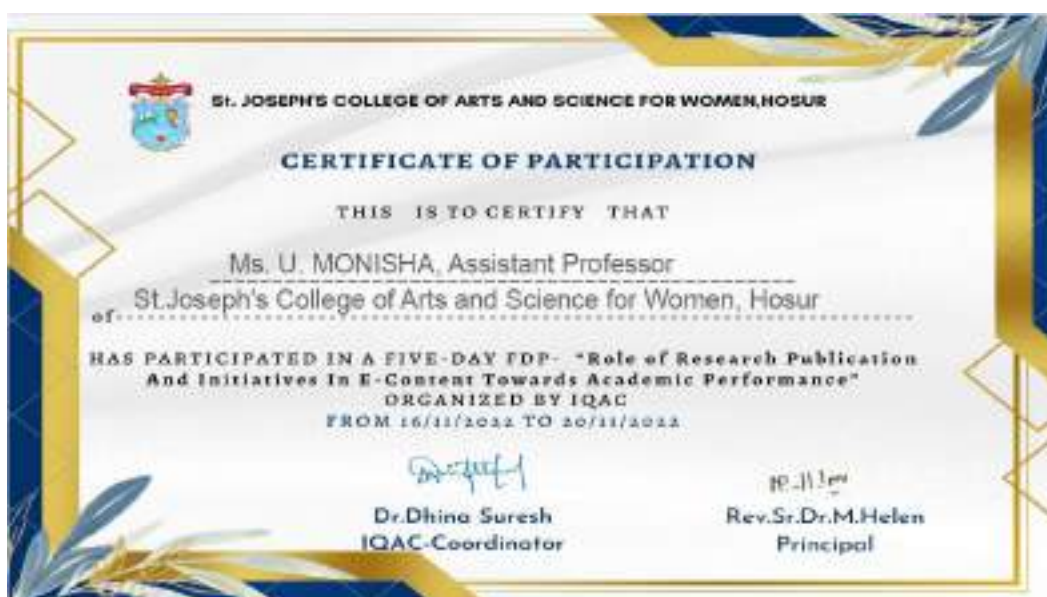 St. JOSEPH'S COLLEGE OF ARTS AND SCIENCE FOR WOMEN,HOSUR
CERTIFICATE OF PARTICIPATION
THIS IS TO CERTIFY THAT
Ms. U. MONISHA, Assistant Professor
of St.Joseph's College of Arts and Science for Women, Hosur
HAS PARTICIPATED IN A FIVE-DAY FDP- "Role of Research Publication
And Initiatives In E-Content Towards Academic Performance"
ORGANIZED BY IQAC
FROM 16/11/2022 TO 20/11/2022
Dr.Dhina Suresh
IQAC-Coordinator
Rev.Sr.Dr.M.Helen
Principal